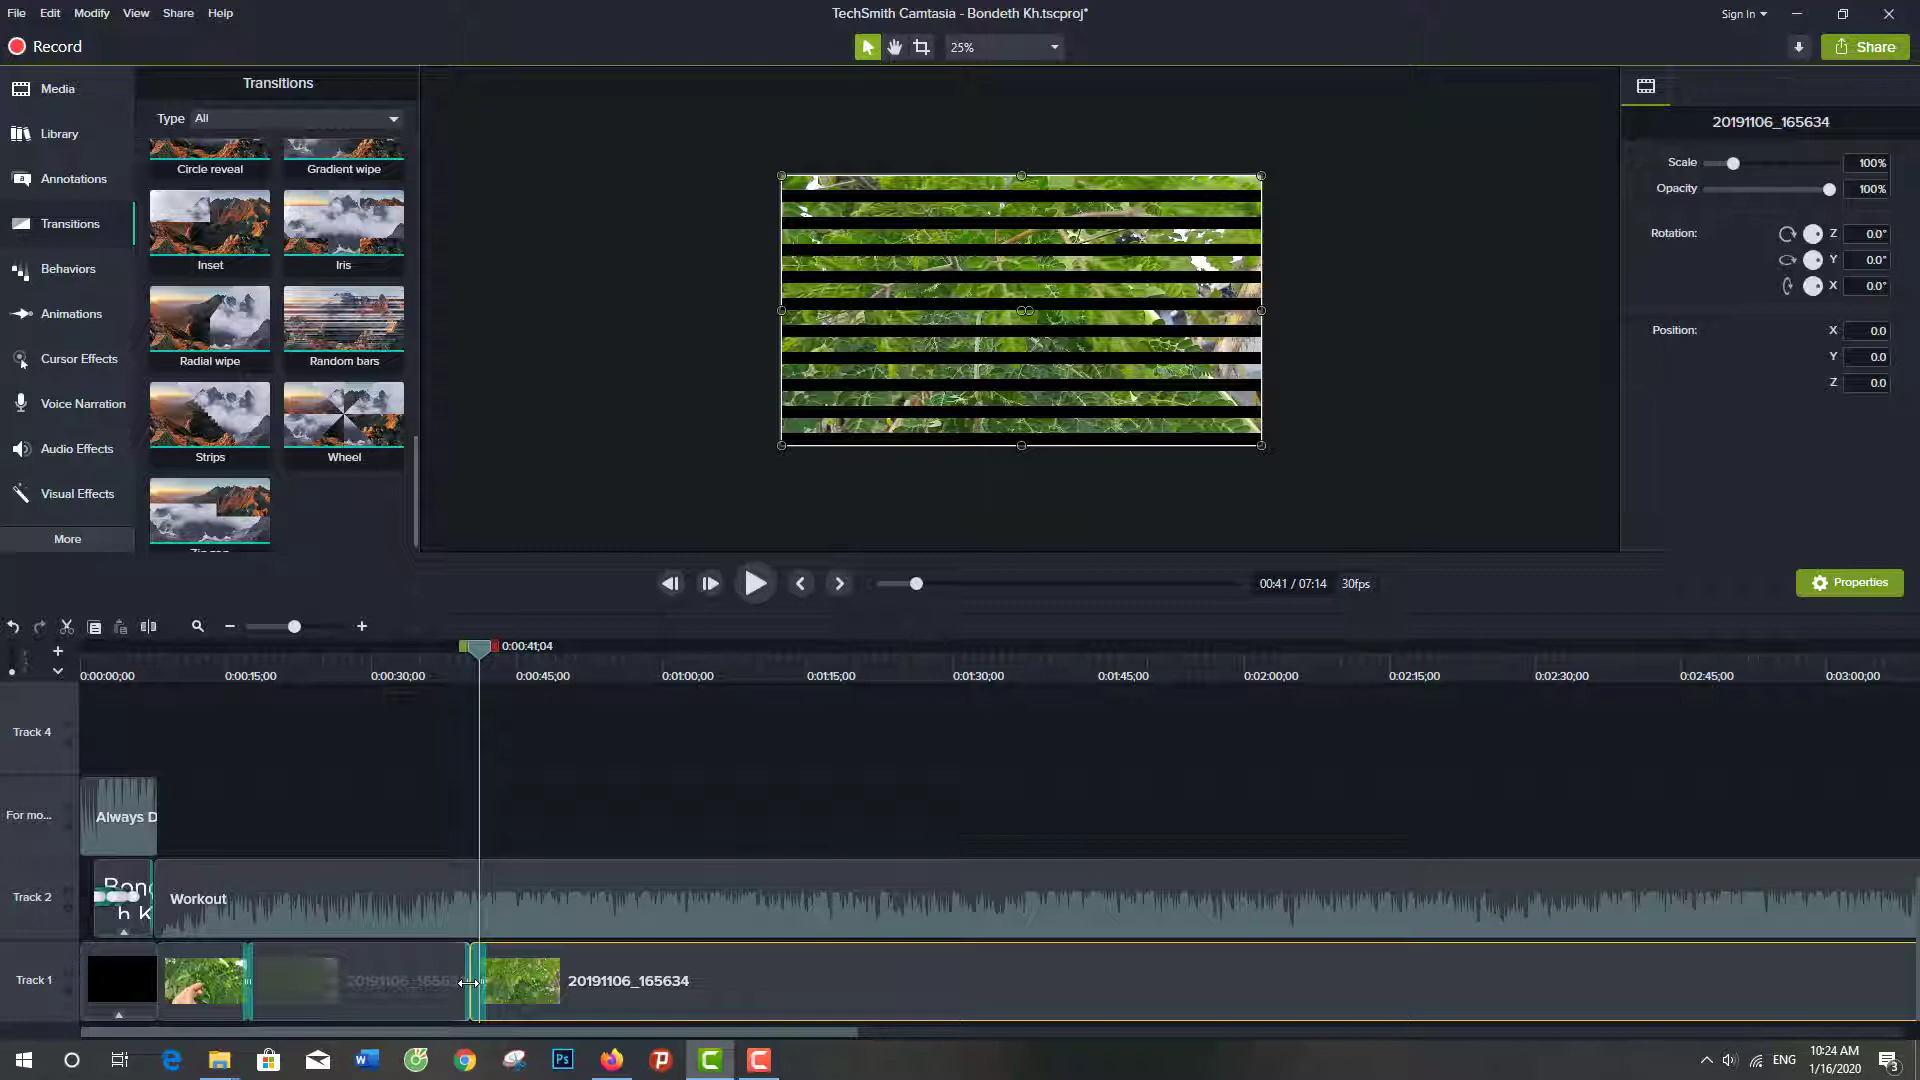 File Edit Modify View Share Help
TechSmith Camtasia - Bondeth Kh.tscproj*
Sign In
Record
25%
Share
Media
Library
Annotations
Transitions
Behaviors
Animations
Cursor Effects
Voice Narration
Audio Effects
Visual Effects
More
Transitions
Type All
Circle reveal
Gradient wipe
Inset
Iris
Radial wipe
Random bars
Strips
Wheel
20191106_165634
Scale 100%
Opacity 100%
Rotation: Z 0.0°
Y 0.0°
X 0.0°
Position: X 0.0
Y 0.0
Z 0.0
00:41 / 07:14 30fps
Properties
0:00:41;04
0:00:00;00 0:00:15;00 0:00:30;00 0:00:45;00 0:01:00;00 0:01:15;00 0:01:30;00 0:01:45;00 0:02:00;00 0:02:15;00 0:02:30;00 0:02:45;00 0:03:00;00
Track 4
For mo...
Always D
Track 2
Bond
h K
Workout
Track 1
20191106_165634
ENG
10:24 AM
1/16/2020
3